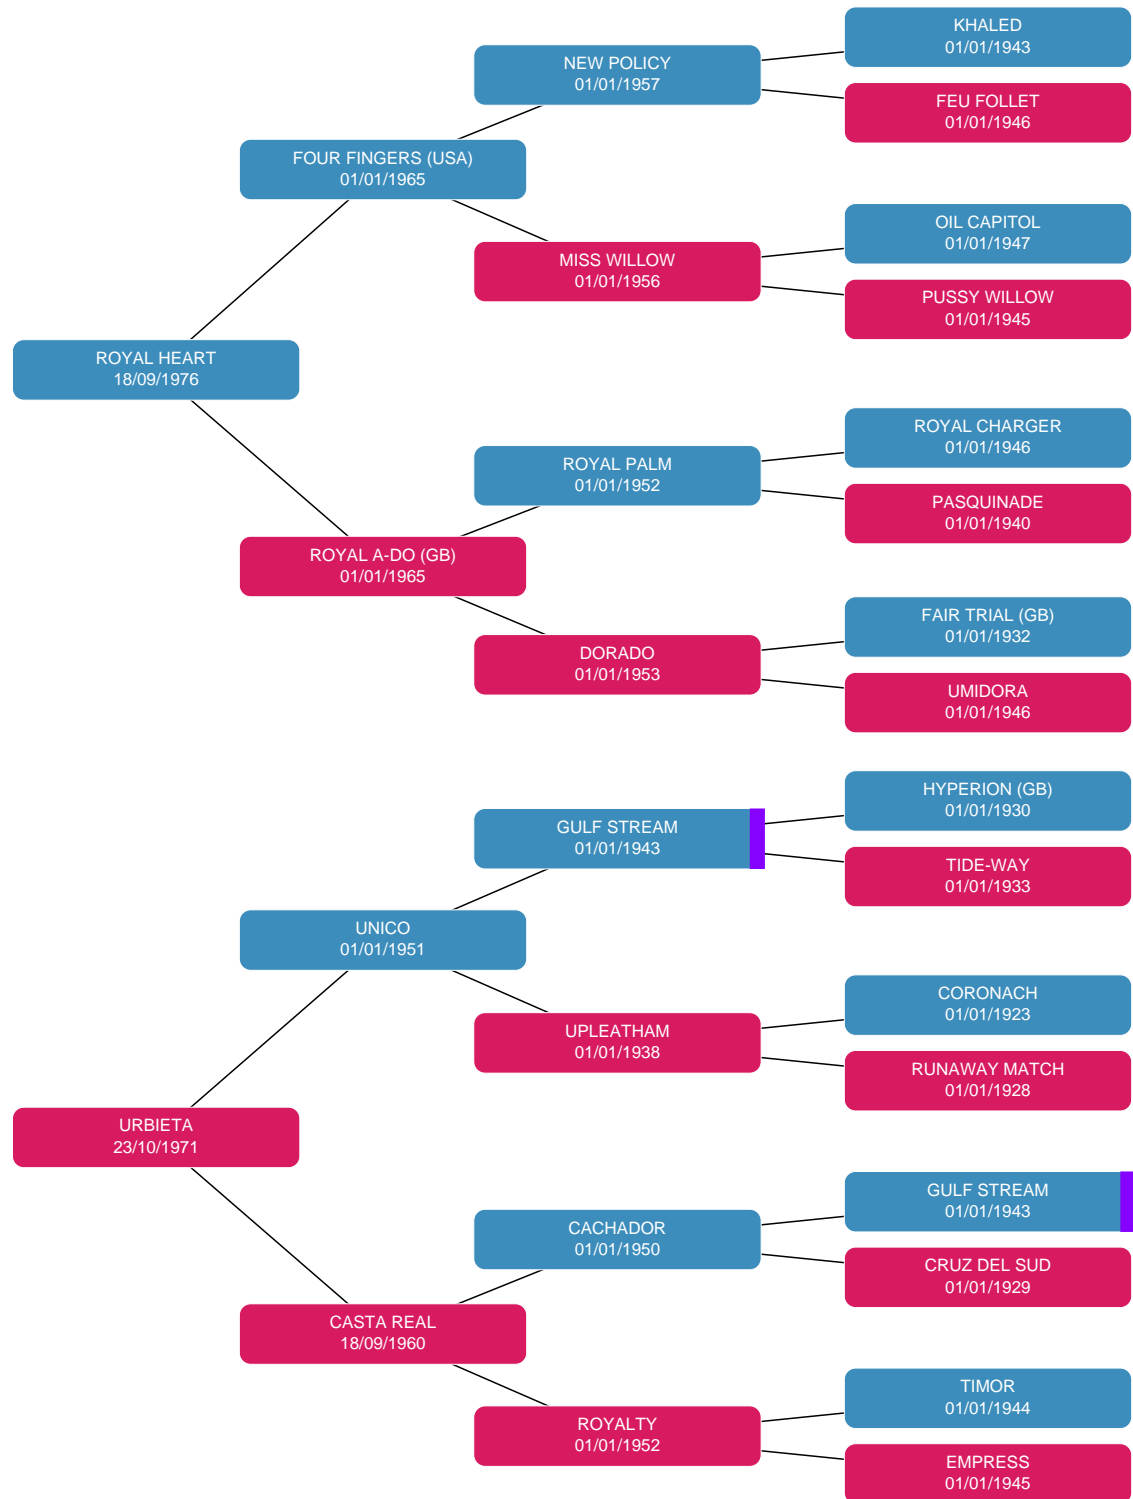 KHALED
01/01/1943
NEW POLICY
01/01/1957
FEU FOLLET
01/01/1946
FOUR FINGERS (USA)
01/01/1965
OIL CAPITOL
01/01/1947
MISS WILLOW
01/01/1956
PUSSY WILLOW
01/01/1945
ROYAL HEART
18/09/1976
ROYAL CHARGER
01/01/1946
ROYAL PALM
01/01/1952
PASQUINADE
01/01/1940
ROYAL A-DO (GB)
01/01/1965
FAIR TRIAL (GB)
01/01/1932
DORADO
01/01/1953
UMIDORA
01/01/1946
HYPERION (GB)
01/01/1930
GULF STREAM
01/01/1943
TIDE-WAY
01/01/1933
UNICO
01/01/1951
CORONACH
01/01/1923
UPLEATHAM
01/01/1938
RUNAWAY MATCH
01/01/1928
URBIETA
23/10/1971
GULF STREAM
01/01/1943
CACHADOR
01/01/1950
CRUZ DEL SUD
01/01/1929
CASTA REAL
18/09/1960
TIMOR
01/01/1944
ROYALTY
01/01/1952
EMPRESS
01/01/1945